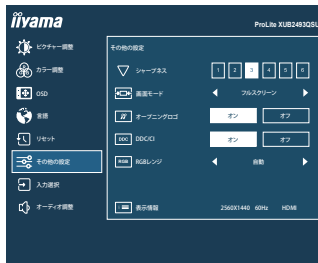 iiyama
ProLite XUB2493QSU
ピクチャー調整
カラー調整
OSD
言語
リセット
その他の設定
入力選択
オーディオ調整
その他の設定
シャープネス 1 2 3 4 5 6
画面モード フルスクリーン
オープニングロゴ オン オフ
DDC DDC/CI オン オフ
RGB RGBレンジ 自動
表示情報 2560X1440 60Hz HDMI